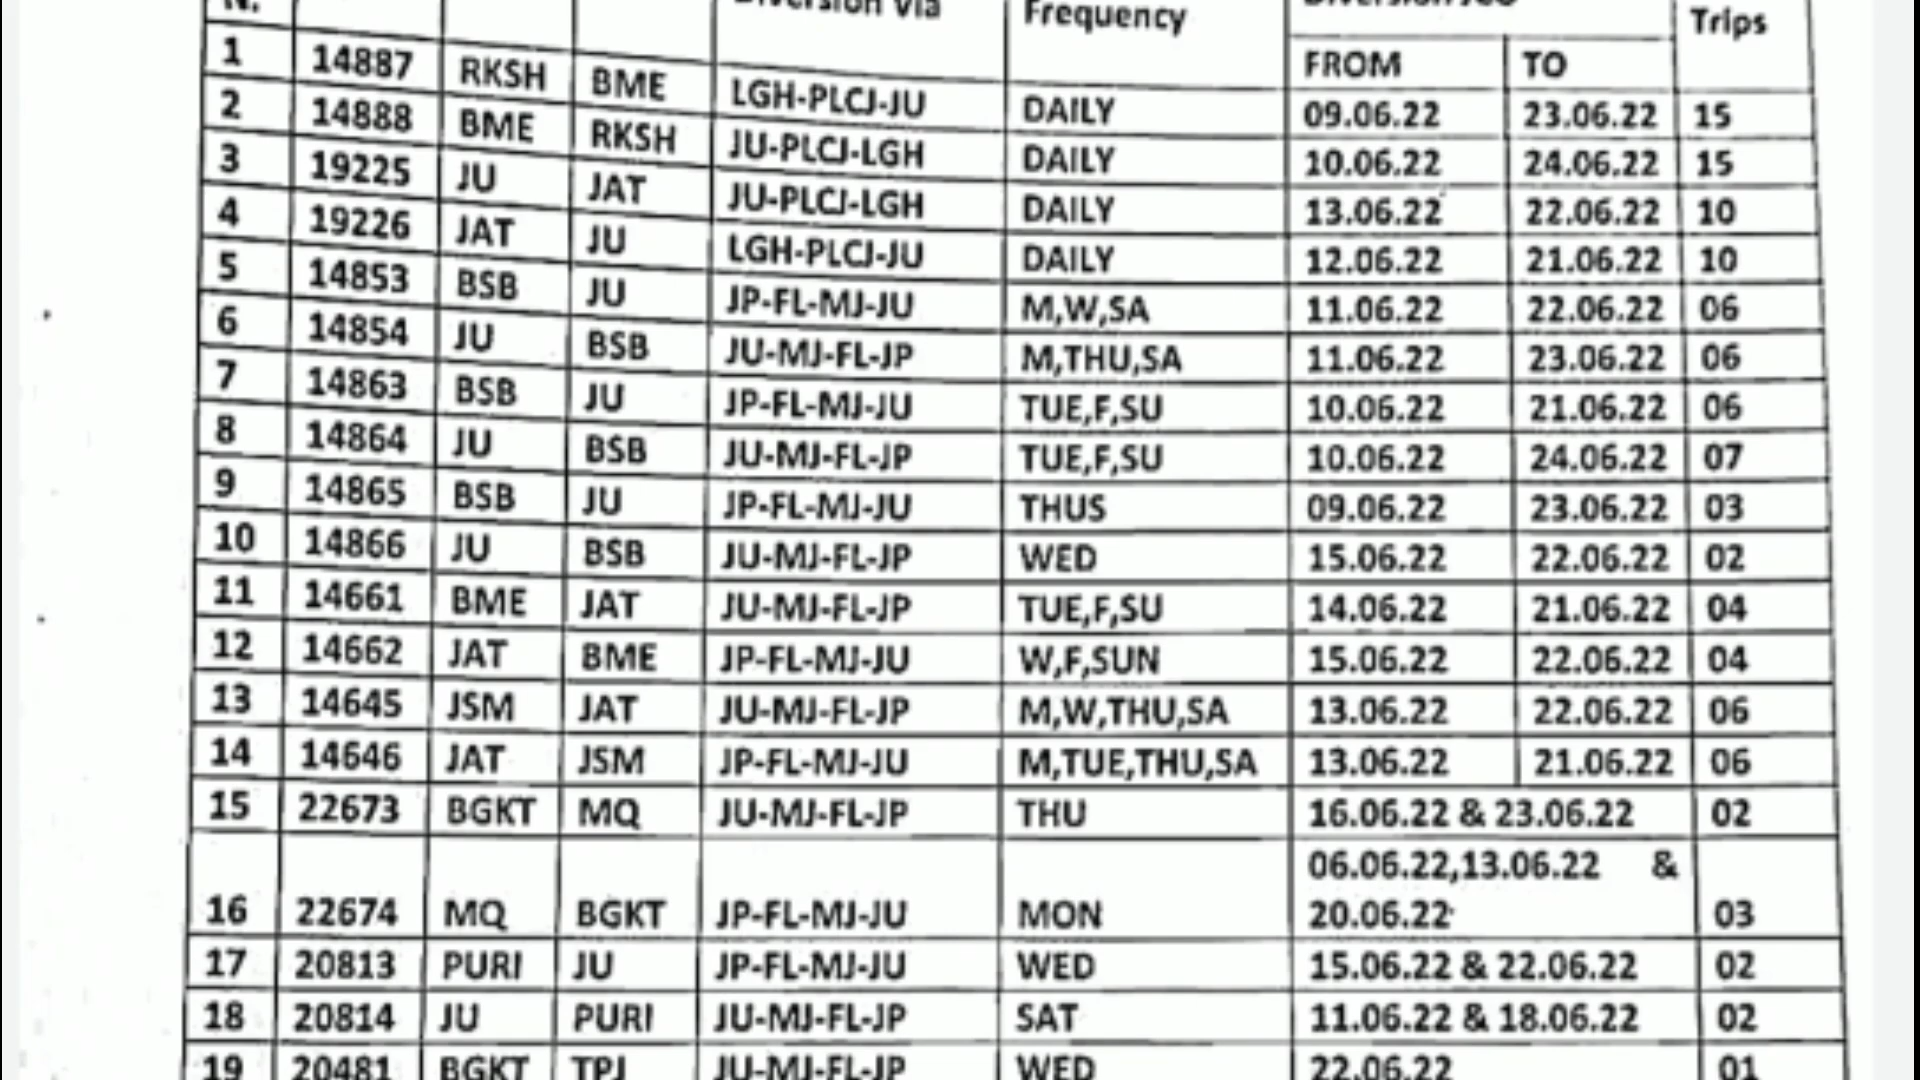 N. Diversion Via Frequency Trips
FROM TO
1 14887 RKSH BME LGH-PLCJ-JU DAILY 09.06.22 23.06.22 15
2 14888 BME RKSH JU-PLCJ-LGH DAILY 10.06.22 24.06.22 15
3 19225 JU JAT JU-PLCJ-LGH DAILY 13.06.22 22.06.22 10
4 19226 JAT JU LGH-PLCJ-JU DAILY 12.06.22 21.06.22 10
5 14853 BSB JU JP-FL-MJ-JU M,W,SA 11.06.22 22.06.22 06
6 14854 JU BSB JU-MJ-FL-JP M,THU,SA 11.06.22 23.06.22 06
7 14863 BSB JU JP-FL-MJ-JU TUE,F,SU 10.06.22 21.06.22 06
8 14864 JU BSB JU-MJ-FL-JP TUE,F,SU 10.06.22 24.06.22 07
9 14865 BSB JU JP-FL-MJ-JU THUS 09.06.22 23.06.22 03
10 14866 JU BSB JU-MJ-FL-JP WED 15.06.22 22.06.22 02
11 14661 BME JAT JU-MJ-FL-JP TUE,F,SU 14.06.22 21.06.22 04
12 14662 JAT BME JP-FL-MJ-JU W,F,SUN 15.06.22 22.06.22 04
13 14645 JSM JAT JU-MJ-FL-JP M,W,THU,SA 13.06.22 22.06.22 06
14 14646 JAT JSM JP-FL-MJ-JU M,TUE,THU,SA 13.06.22 21.06.22 06
15 22673 BGKT MQ JU-MJ-FL-JP THU 16.06.22 & 23.06.22 02
06.06.22,13.06.22 &
16 22674 MQ BGKT JP-FL-MJ-JU MON 20.06.22 03
17 20813 PURI JU JP-FL-MJ-JU WED 15.06.22 & 22.06.22 02
18 20814 JU PURI JU-MJ-FL-JP SAT 11.06.22 & 18.06.22 02
19 20481 BGKT TPJ JU-MJ-FL-JP WED 22.06.22 01